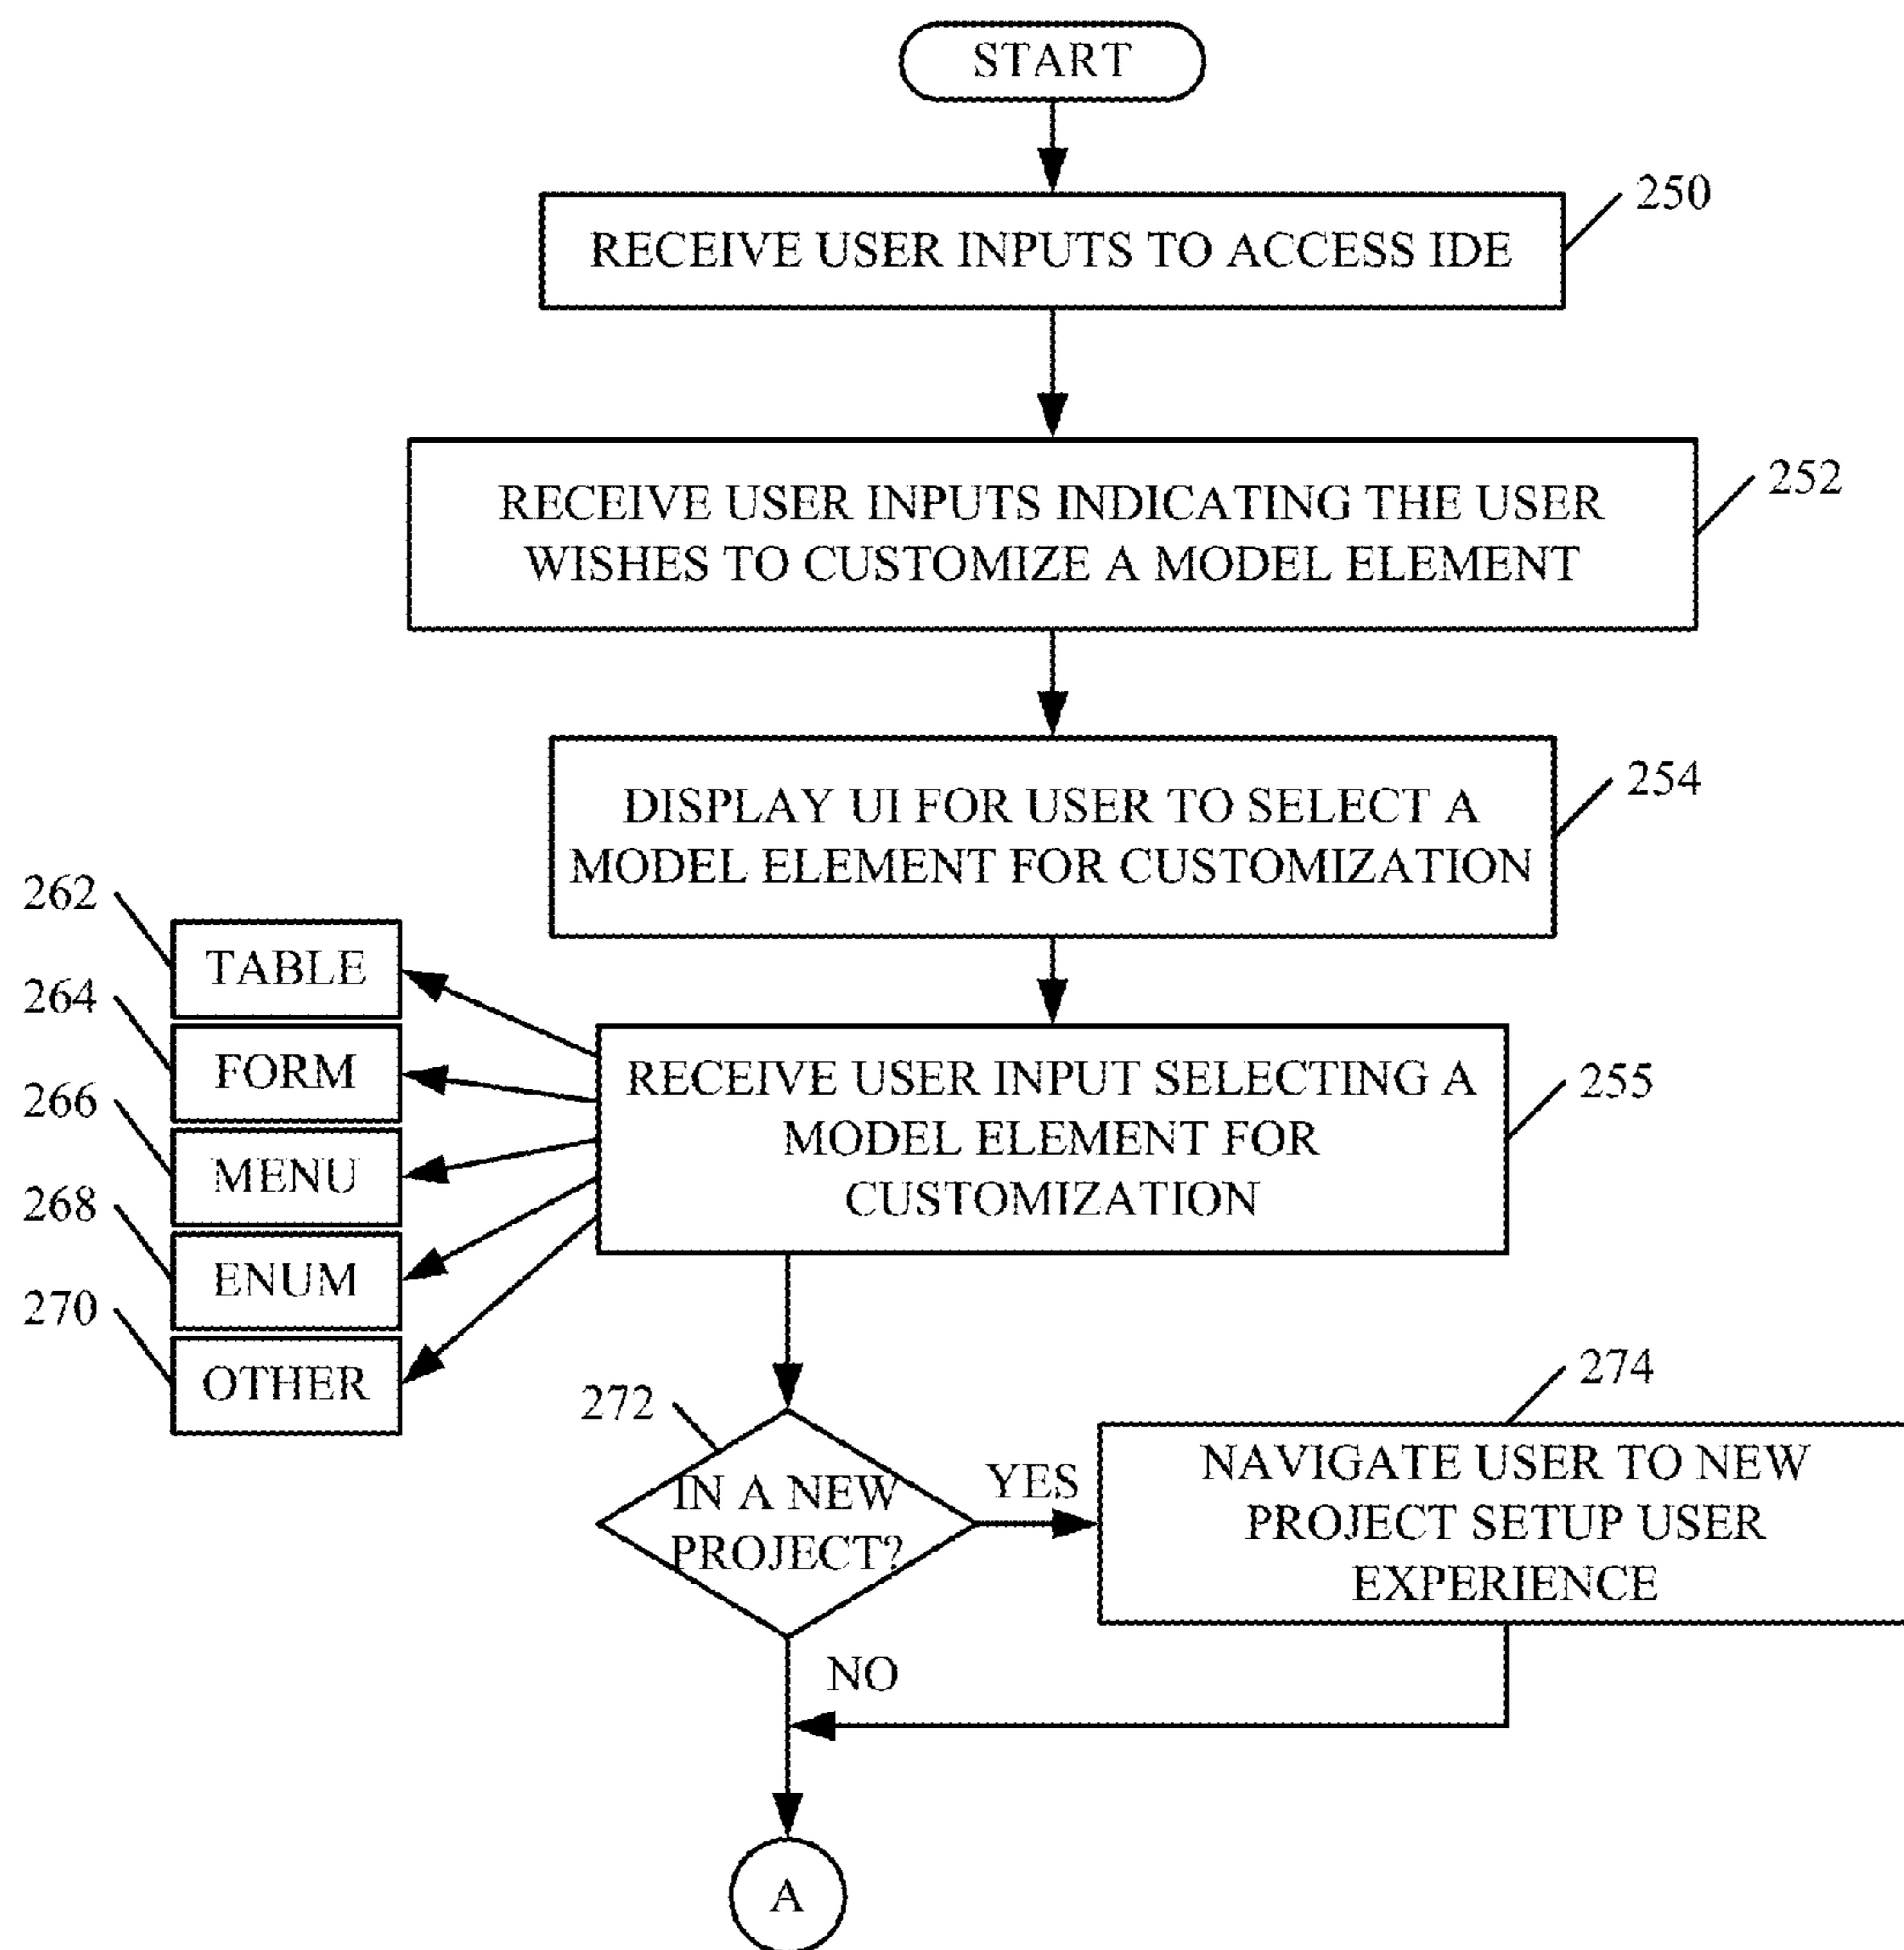 START
250
RECEIVE USER INPUTS TO ACCESS IDE
252
RECEIVE USER INPUTS INDICATING THE USER
WISHES TO CUSTOMIZE A MODEL ELEMENT
254
DISPLAY UI FOR USER TO SELECT A
MODEL ELEMENT FOR CUSTOMIZATION
262
TABLE
264
FORM
266
MENU
268
ENUM
270
OTHER
255
RECEIVE USER INPUT SELECTING A
MODEL ELEMENT FOR
CUSTOMIZATION
272
IN A NEW
PROJECT?
YES
274
NAVIGATE USER TO NEW
PROJECT SETUP USER
EXPERIENCE
NO
A